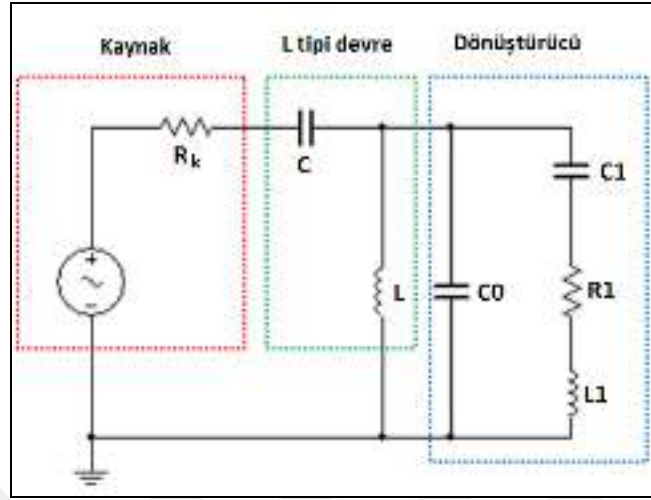 Kaynak
L tipi devre
Dönüştürücü
Rk
C
C1
L
C0
R1
L1